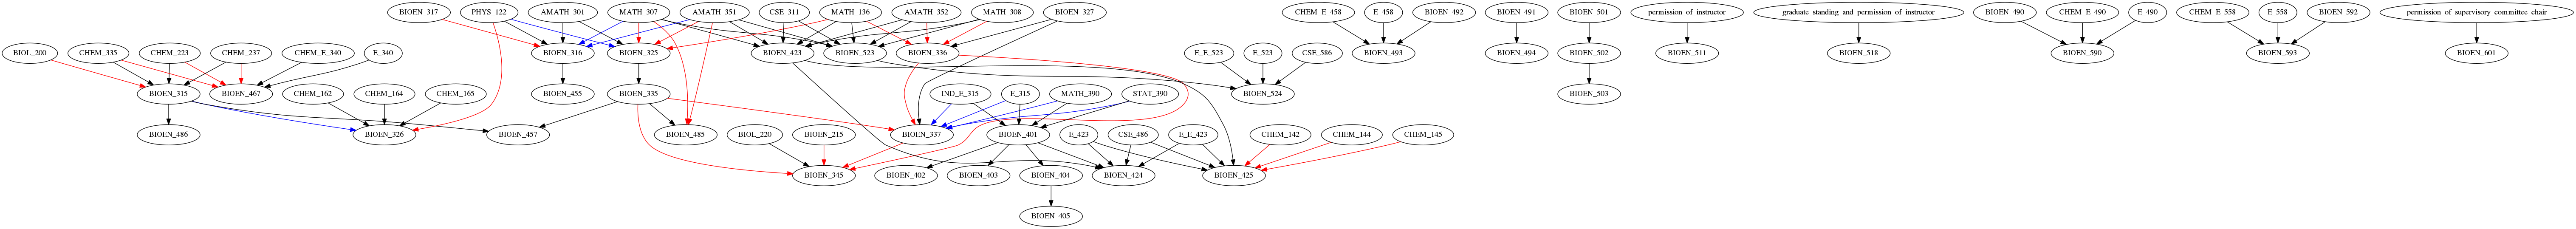 BIOEN_317
PHYS_122
AMATH_301
MATH_307
AMATH_351
CSE_311
MATH_136
AMATH_352
MATH_308
BIOEN_327
CHEM_E_458
E_458
BIOEN_492
BIOEN_491
BIOEN_501
permission_of_instructor
graduate_standing_and_permission_of_instructor
BIOEN_490
CHEM_E_490
E_490
CHEM_E_558
E_558
BIOEN_592
permission_of_supervisory_committee_chair
BIOL_200
CHEM_335
CHEM_223
CHEM_237
CHEM_E_340
E_340
BIOEN_316
BIOEN_325
BIOEN_423
BIOEN_523
BIOEN_336
E_E_523
E_523
CSE_586
BIOEN_493
BIOEN_494
BIOEN_502
BIOEN_511
BIOEN_518
BIOEN_590
BIOEN_593
BIOEN_601
BIOEN_315
BIOEN_467
CHEM_162
CHEM_164
CHEM_165
BIOEN_455
BIOEN_335
IND_E_315
E_315
MATH_390
STAT_390
BIOEN_524
BIOEN_503
BIOEN_486
BIOEN_326
BIOEN_457
BIOEN_485
BIOL_220
BIOEN_215
BIOEN_337
BIOEN_401
E_423
CSE_486
E_E_423
CHEM_142
CHEM_144
CHEM_145
BIOEN_345
BIOEN_402
BIOEN_403
BIOEN_404
BIOEN_424
BIOEN_425
BIOEN_405